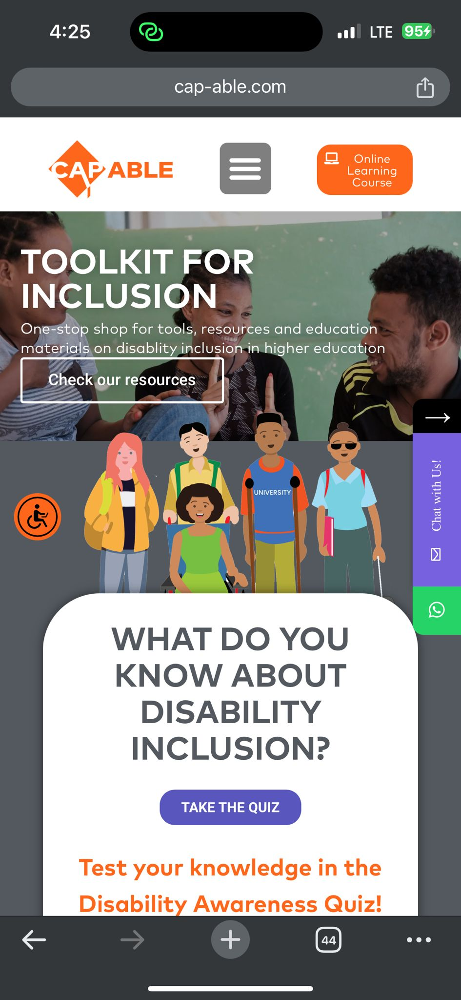 4:25
LTE
95
cap-able.com
CAP ABLE
Online
Learning
Course
TOOLKIT FOR
INCLUSION
One-stop shop for tools, resources and education
materials on disablity inclusion in higher education
Check our resources
UNIVERSITY
Chat with Us!
WHAT DO YOU
KNOW ABOUT
DISABILITY
INCLUSION?
TAKE THE QUIZ
Test your knowledge in the
Disability Awareness Quiz!
44